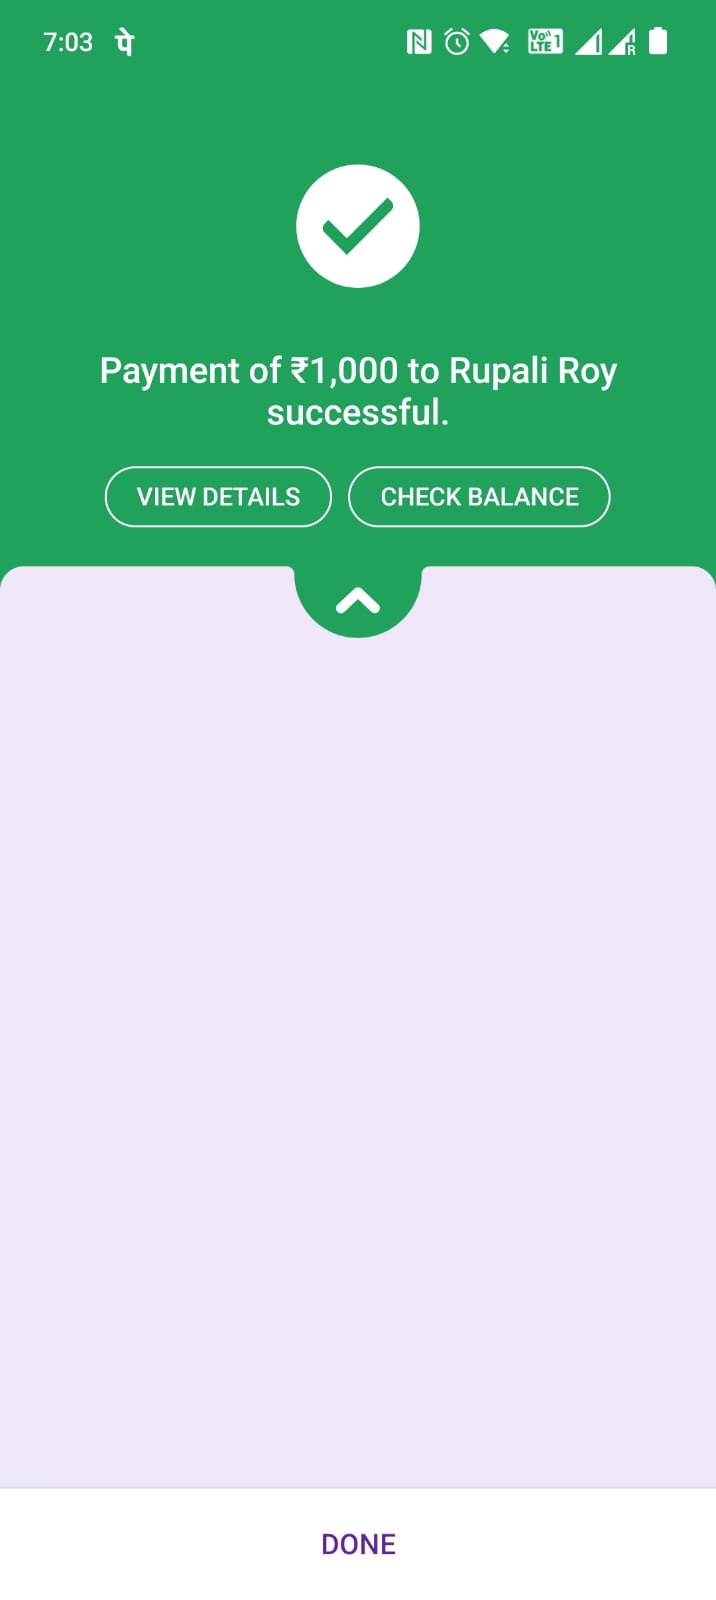 7:03 पे
Vo)) LTE 1 R
Payment of ₹1,000 to Rupali Roy
successful.
VIEW DETAILS CHECK BALANCE
DONE